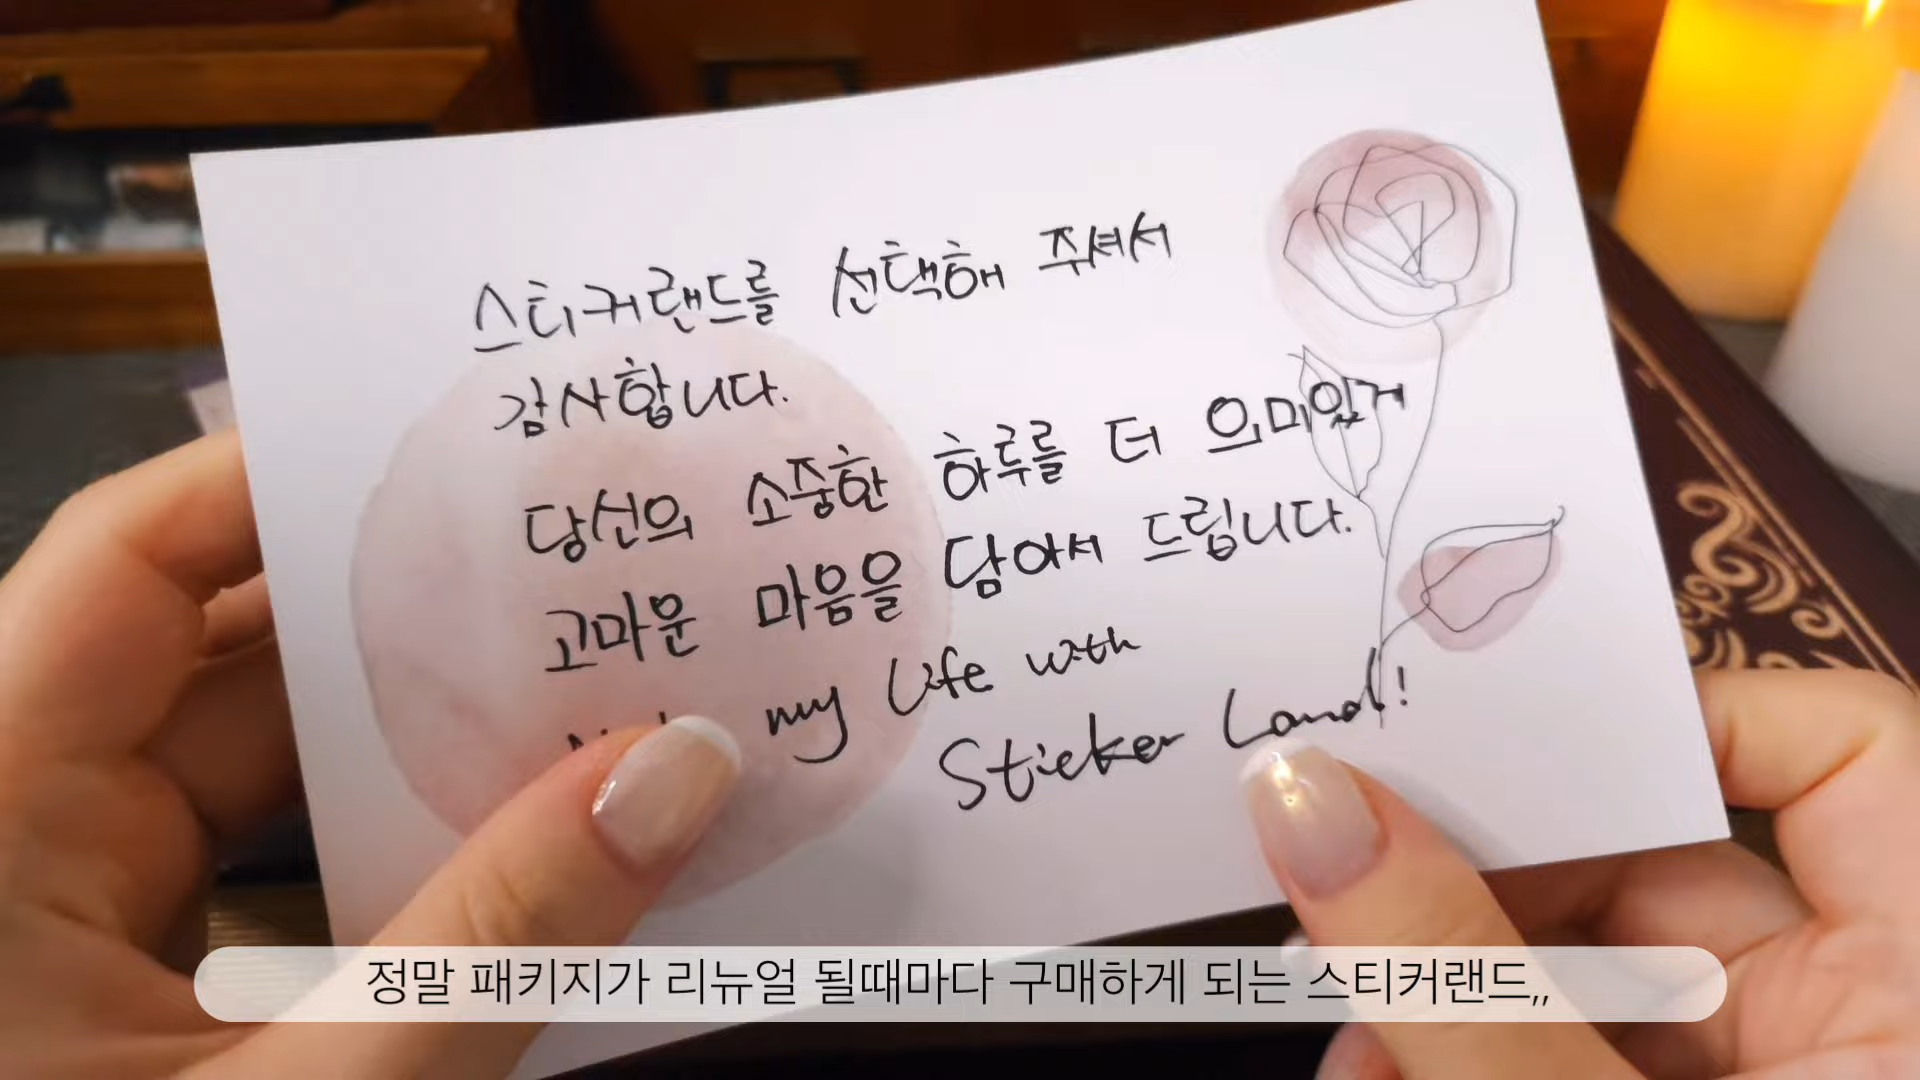 스티커랜드를 선택해 주셔서
감사합니다.
당신의 소중한 하루를 더 의미있게
고마운 마음을 담아서 드립니다.
my life with
Sticker Land!
정말 패키지가 리뉴얼 될때마다 구매하게 되는 스티커랜드,,